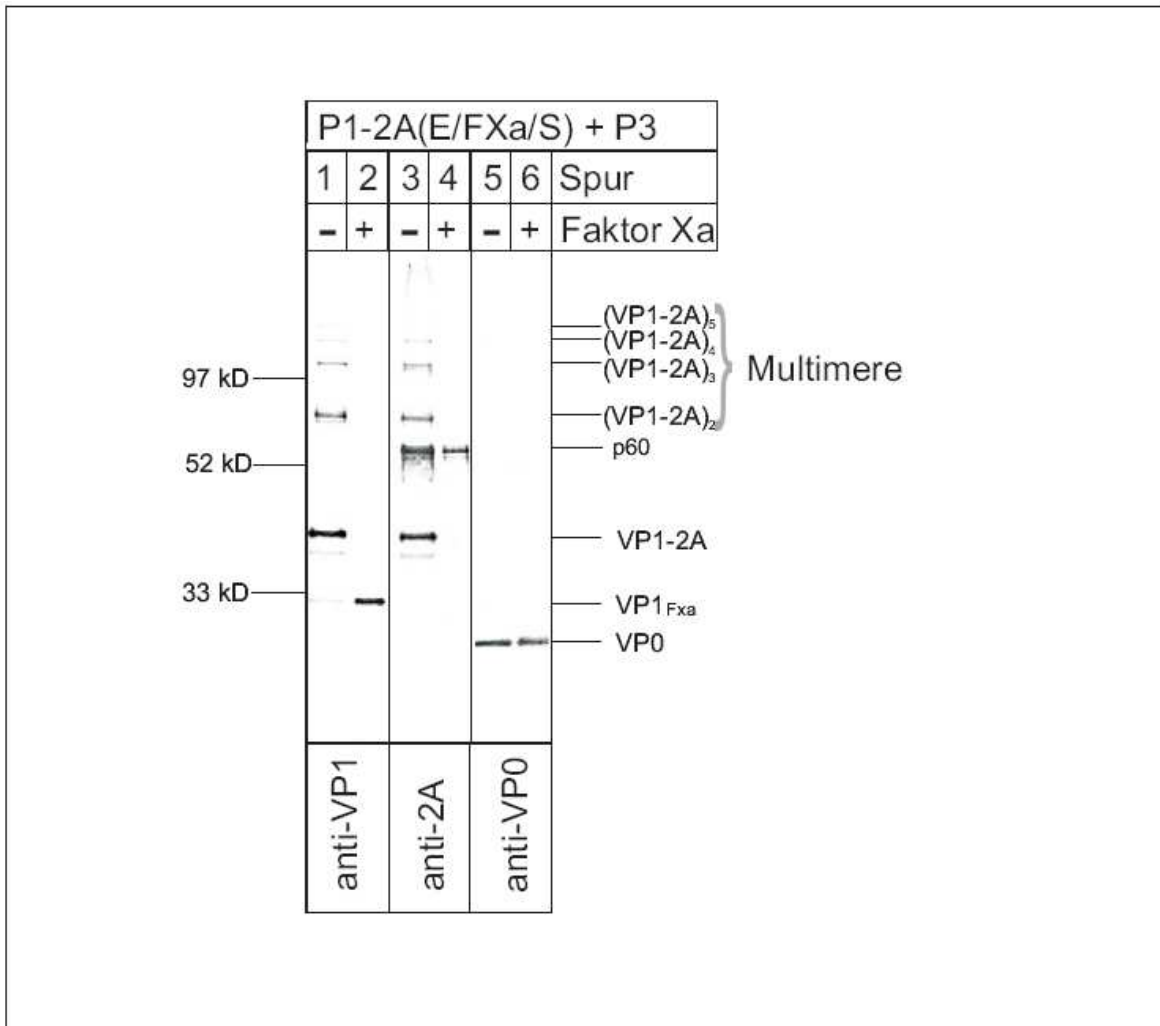 P1-2A(E/FXa/S) + P3
1 2 3 4 5 6 Spur
- + - + - + Faktor Xa
(VP1-2A)5
(VP1-2A)4
(VP1-2A)3
97 kD
Multimere
(VP1-2A)2
p60
52 kD
VP1-2A
33 kD
VP1Fxa
VP0
anti-VP1
anti-2A
anti-VP0